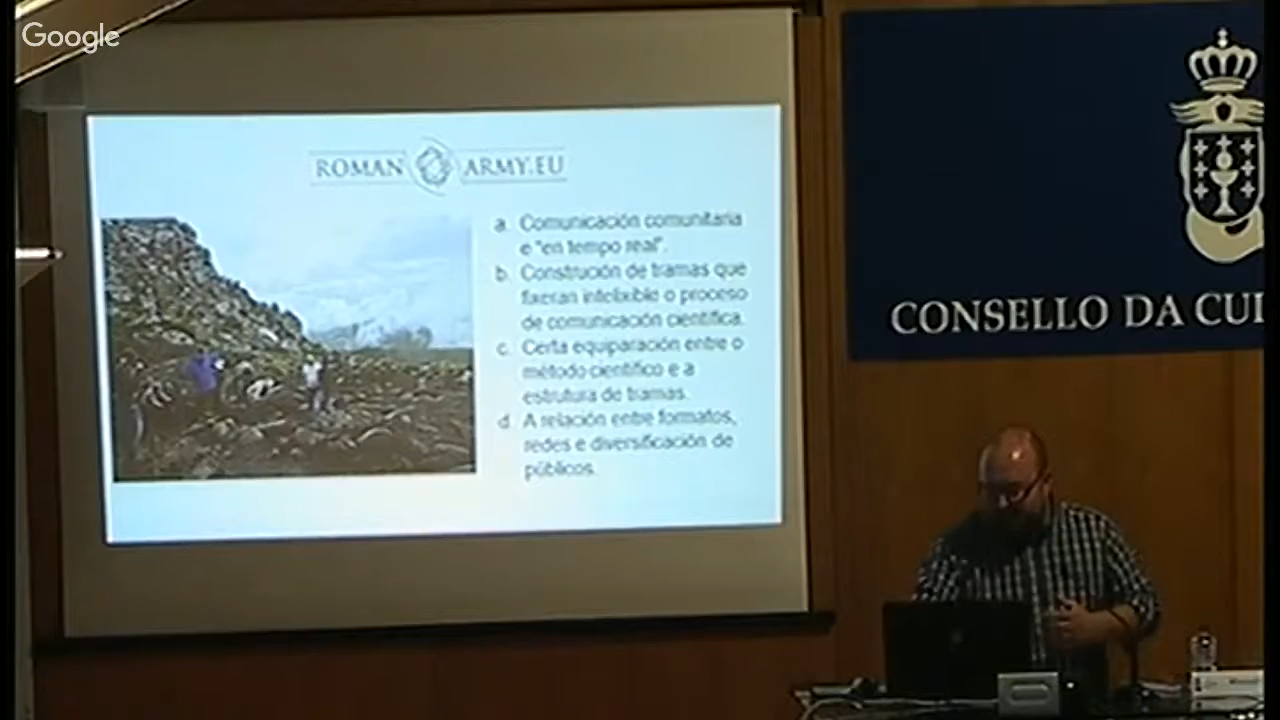 Google
ROMAN ARMY.EU
a. Comunicación comunitaria
e "en tempo real".
b. Construción de tramas que
fixeran intelixible o proceso
de comunicación científica.
c. Certa equiparación entre o
método científico e a
estrutura de tramas.
d. A relación entre formatos,
redes e diversificación de
públicos.
CONSELLO DA CUL